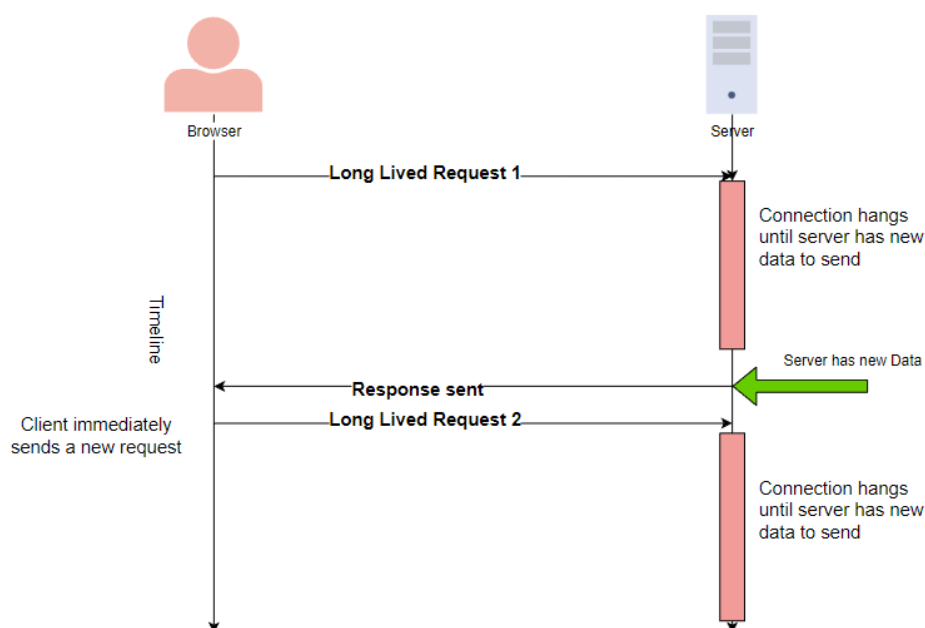 Browser
Server
Long Lived Request 1
Connection hangs
until server has new
data to send
Timeline
Server has new Data
Response sent
Long Lived Request 2
Client immediately
sends a new request
Connection hangs
until server has new
data to send